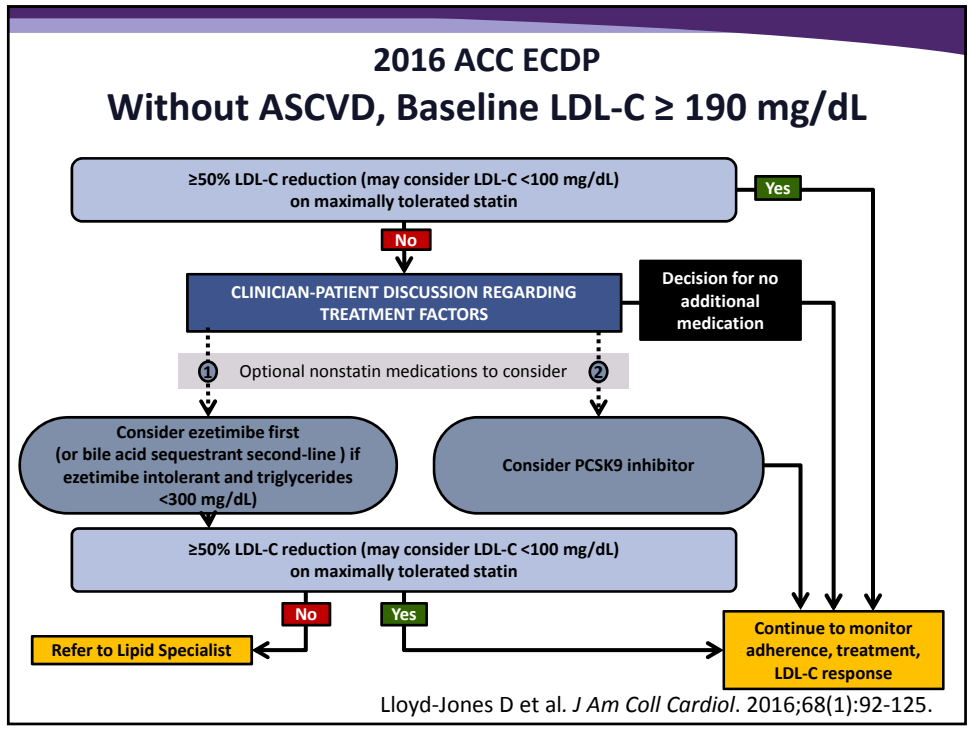 2016 ACC ECDP
Without ASCVD, Baseline LDL-C ≥ 190 mg/dL
≥50% LDL-C reduction (may consider LDL-C <100 mg/dL)
on maximally tolerated statin
Yes
No
CLINICIAN-PATIENT DISCUSSION REGARDING
TREATMENT FACTORS
Decision for no
additional
medication
1
Optional nonstatin medications to consider
2
Consider ezetimibe first
(or bile acid sequestrant second-line ) if
ezetimibe intolerant and triglycerides
<300 mg/dL)
Consider PCSK9 inhibitor
≥50% LDL-C reduction (may consider LDL-C <100 mg/dL)
on maximally tolerated statin
No
Yes
Refer to Lipid Specialist
Continue to monitor
adherence, treatment,
LDL-C response
Lloyd-Jones D et al. J Am Coll Cardiol. 2016;68(1):92-125.